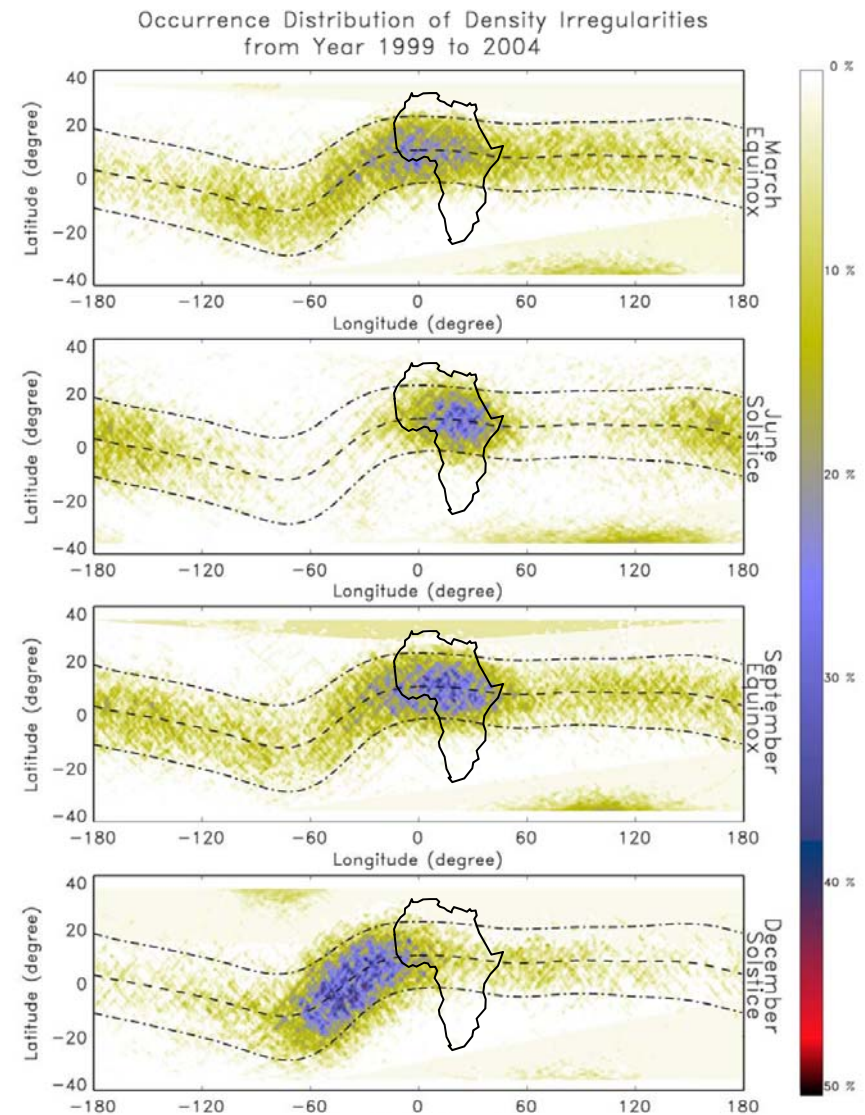 Occurrence Distribution of Density Irregularities
from Year 1999 to 2004
0 %
10 %
20 %
30 %
40 %
50 %
40
20
0
−20
−40
Latitude (degree)
−180 −120 −60 0 60 120 180
Longitude (degree)
March
Equinox
40
20
0
−20
−40
Latitude (degree)
−180 −120 −60 0 60 120 180
Longitude (degree)
June
Solstice
40
20
0
−20
−40
Latitude (degree)
−180 −120 −60 0 60 120 180
Longitude (degree)
September
Equinox
40
20
0
−20
−40
Latitude (degree)
−180 −120 −60 0 60 120 180
December
Solstice